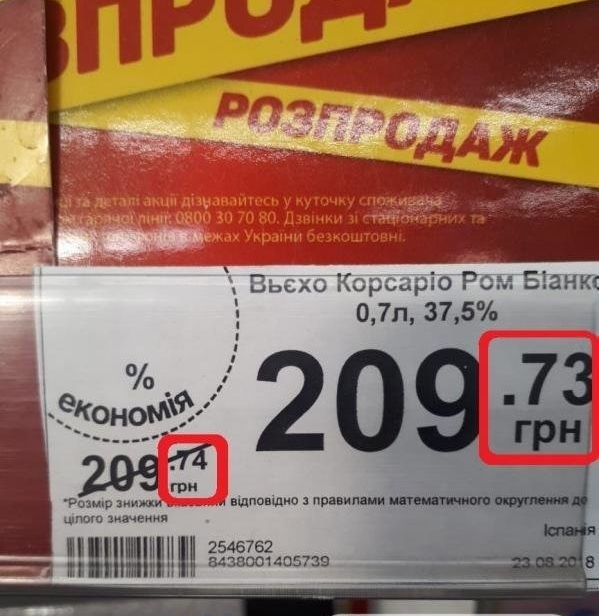 РОЗПРОДАЖ
деталі акції дізнавайтесь у куточку споживача
гарячої лінії: 0800 30 70 80. Дзвінки зі стаціонарних та
в межах України безкоштовні.
Вьєхо Корсаріо Ром Біанко
0,7л, 37,5%
209.73
грн
%
економія
209.74
грн
*Розмір знижки відповідно з правилами математичного округлення до
цілого значення
Іспанія
2546762
8438001405739
23.08.2018